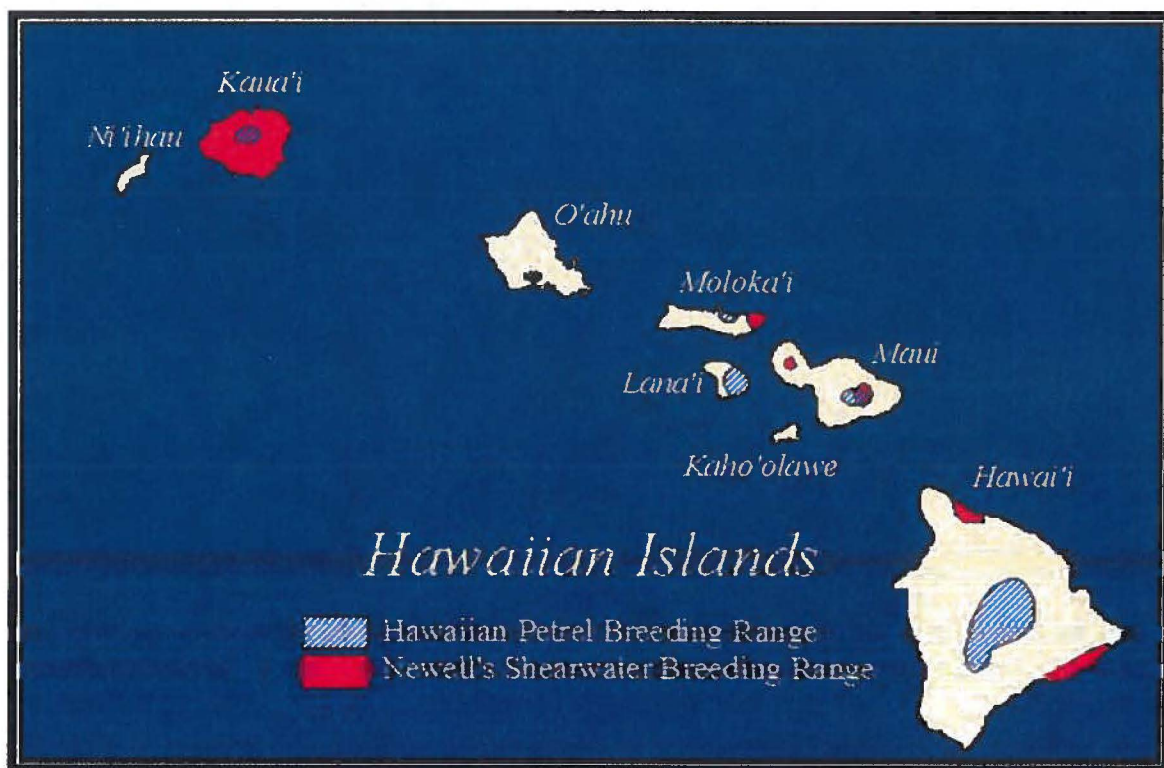 Kaua'i
Ni'ihau
O'ahu
Moloka'i
Maui
Lana'i
Kaho'olawe
Hawai'i
Hawaiian Islands
Hawaiian Petrel Breeding Range
Newell's Shearwater Breeding Range